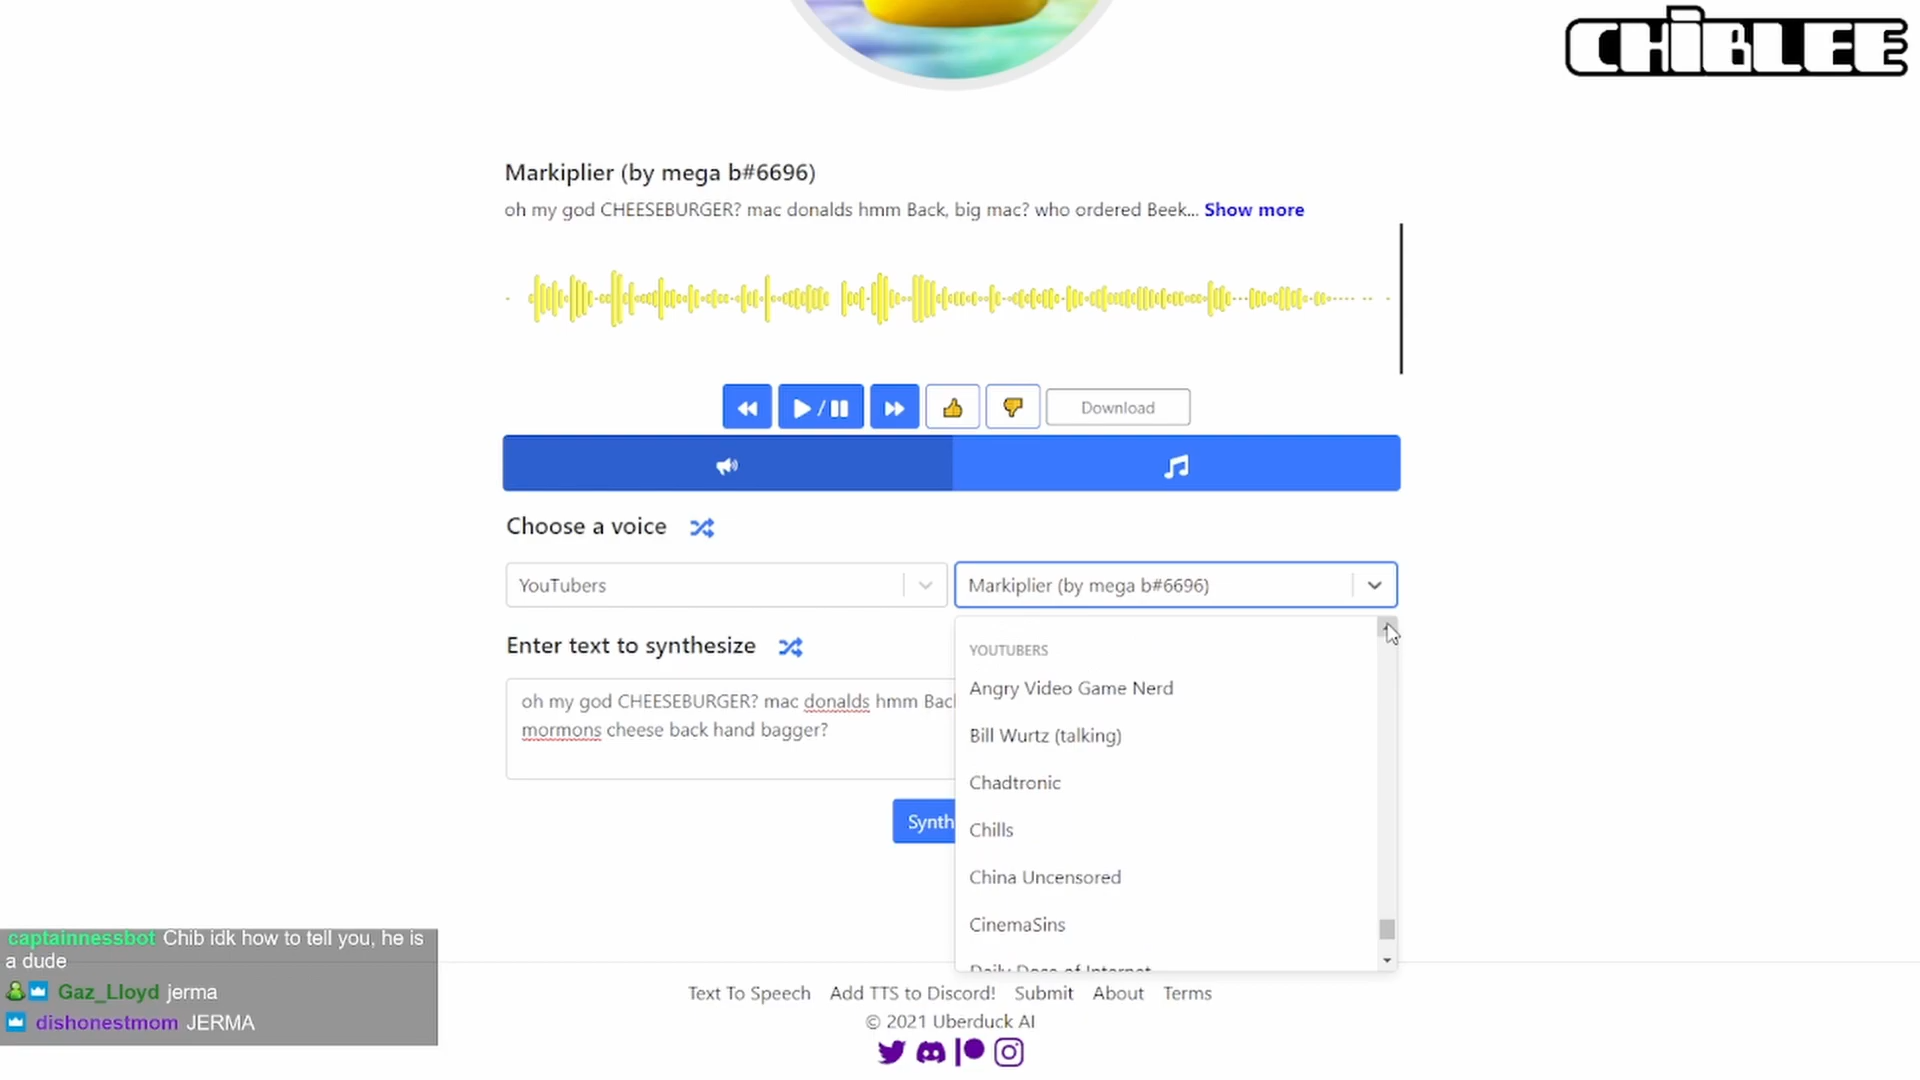 CHIBLEE
Markiplier (by mega b#6696)
oh my god CHEESEBURGER? mac donalds hmm Back, big mac? who ordered Beek... Show more
Download
Choose a voice
YouTubers
Markiplier (by mega b#6696)
Enter text to synthesize
YOUTUBERS
Angry Video Game Nerd
oh my god CHEESEBURGER? mac donalds hmm
mormons cheese back hand bagger?
Bill Wurtz (talking)
Chadtronic
Synth
Chills
China Uncensored
CinemaSins
Daily Dose of Internet
captainnessbot Chib idk how to tell you, he is
a dude
Gaz_Lloyd jerma
dishonestmom JERMA
Text To Speech Add TTS to Discord! Submit About Terms
© 2021 Uberduck AI